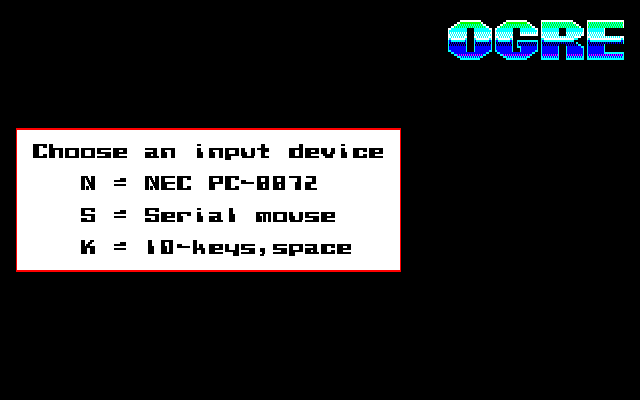 OGRE
Choose an input device
N = NEC PC-8872
S = Serial mouse
K = 10-keys,space